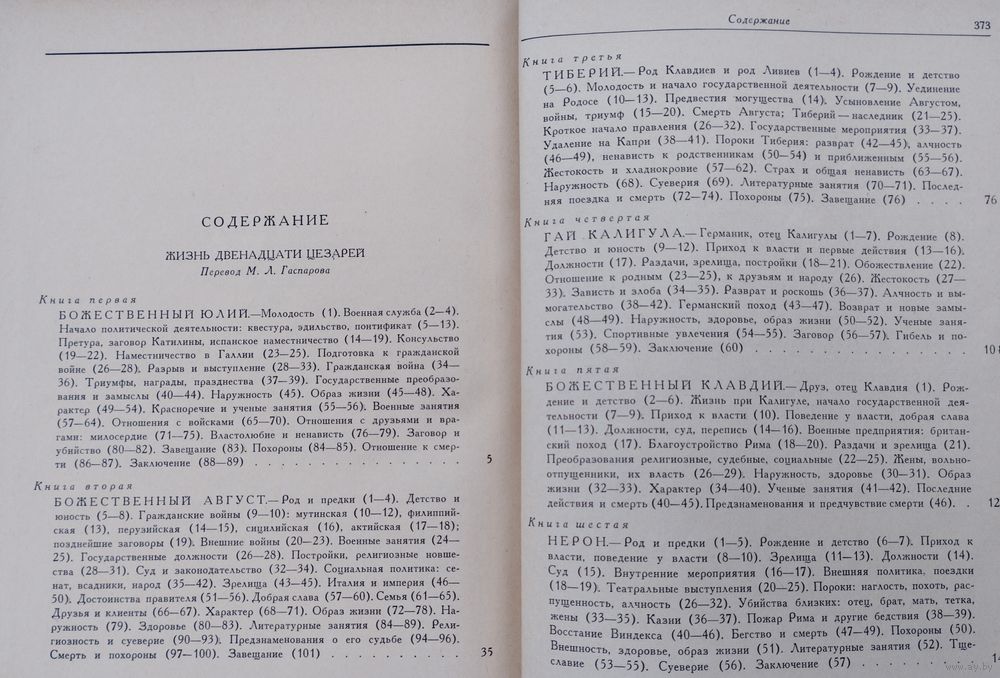 СОДЕРЖАНИЕ
ЖИЗНЬ ДВЕНАДЦАТИ ЦЕЗАРЕЙ
Перевод М. Л. Гаспарова
Книга первая
БОЖЕСТВЕННЫЙ ЮЛИЙ.—Молодость (1). Военная служба (2—4).
Начало политической деятельности: квестура, эдильство, понтификат (5—13).
Претура, заговор Катилины, испанское наместничество (14—19). Консульство
(19—22). Наместничество в Галлии (23—25). Подготовка к гражданской
войне (26—28). Разрыв и выступление (28—33). Гражданская война (34—
36). Триумфы, награды, празднества (37—39). Государственные преобразо-
вания и замыслы (40—44). Наружность (45). Образ жизни (45—48). Ха-
рактер (49—54). Красноречие и ученые занятия (55—56). Военные занятия
(57—64). Отношения с войсками (65—70). Отношения с друзьями и вра-
гами: милосердие (71—75). Властолюбие и ненависть (76—79). Заговор и
убийство (80—82). Завещание (83). Похороны (84—85). Отношение к смер-
ти (86—87). Заключение (88—89) . . . . . . . . . . . . . . . 5
Книга вторая
БОЖЕСТВЕННЫЙ АВГУСТ.—Род и предки (1—4). Детство и
юность (5—8). Гражданские войны (9—10): мутинская (10—12), филиппий-
ская (13), перузийская (14—15), сицилийская (16), актийская (17—18);
позднейшие заговоры (19). Внешние войны (20—23). Военные занятия (24—
25). Государственные должности (26—28). Постройки, религиозные новше-
ства (28—31). Суд и законодательство (32—34). Социальная политика: се-
нат, всадники, народ (35—42). Зрелища (43—45). Италия и империя (46—
50). Достоинства правителя (51—56). Добрая слава (57—60). Семья (61—65).
Друзья и клиенты (66—67). Характер (68—71). Образ жизни (72—78). На-
ружность (79). Здоровье (80—83). Литературные занятия (84—89). Рели-
гиозность и суеверие (90—93). Предзнаменования о его судьбе (94—96).
Смерть и похороны (97—100). Завещание (101) . . . . . . . . . . 35
Содержание 373
Книга третья
ТИБЕРИЙ.—Род Клавдиев и род Ливиев (1—4). Рождение и детство
(5—6). Молодость и начало государственной деятельности (7—9). Уединение
на Родосе (10—13). Предвестия могущества (14). Усыновление Августом,
войны, триумф (15—20). Смерть Августа; Тиберий — наследник (21—25).
Кроткое начало правления (26—32). Государственные мероприятия (33—37).
Удаление на Капри (38—41). Пороки Тиберия: разврат (42—45), алчность
(46—49), ненависть к родственникам (50—54) и приближенным (55—56).
Жестокость и хладнокровие (57—62). Страх и общая ненависть (63—67).
Наружность (68). Суеверия (69). Литературные занятия (70—71). Послед-
няя поездка и смерть (72—74). Похороны (75). Завещание (76) . . . . 76
Книга четвертая
ГАЙ КАЛИГУЛА.—Германик, отец Калигулы (1—7). Рождение (8).
Детство и юность (9—12). Приход к власти и первые действия (13—16).
Должности (17). Раздачи, зрелища, постройки (18—21). Обожествление (22).
Отношение к родным (23—25), к друзьям и народу (26). Жестокость (27—
33). Зависть и злоба (34—35). Разврат и роскошь (36—37). Алчность и вы-
могательство (38—42). Германский поход (43—47). Возврат и новые замы-
слы (48—49). Наружность, здоровье, образ жизни (50—52). Ученые заня-
тия (53). Спортивные увлечения (54—55). Заговор (56—57). Гибель и по-
хороны (58—59). Заключение (60) . . . . . . . . . . . . . . . 108
Книга пятая
БОЖЕСТВЕННЫЙ КЛАВДИЙ.—Друз, отец Клавдия (1). Рож-
дение и детство (2—6). Жизнь при Калигуле, начало государственной дея-
тельности (7—9). Приход к власти (10). Поведение у власти, добрая слава
(11—13). Должности, суд, перепись (14—16). Военные предприятия: британ-
ский поход (17). Благоустройство Рима (18—20). Раздачи и зрелища (21).
Преобразования религиозные, судебные, социальные (22—25). Жены, вольно-
отпущенники, их власть (26—29). Наружность, здоровье (30—31). Образ
жизни (32—33). Характер (34—40). Ученые занятия (41—42). Последние
действия и смерть (40—45). Предзнаменования и предчувствие смерти (46). . 12
Книга шестая
НЕРОН.—Род и предки (1—5). Рождение и детство (6—7). Приход к
власти, поведение у власти (8—10). Зрелища (11—13). Должности (14).
Суд (15). Внутренние мероприятия (16—17). Внешняя политика, поездки
(18—19). Театральные выступления (20—25). Пороки: наглость, похоть, рас-
пущенность, алчность (26—32). Убийства близких: отец, брат, мать, тетка,
жены (33—35). Казни (36—37). Пожар Рима и другие бедствия (38—39).
Восстание Виндекса (40—46). Бегство и смерть (47—49). Похороны (50).
Внешность, здоровье, образ жизни (51). Литературные занятия (52). Тще-
славие (53—55). Суеверие (56). Заключение (57) . . . . . . . . . 14
www.ay.by